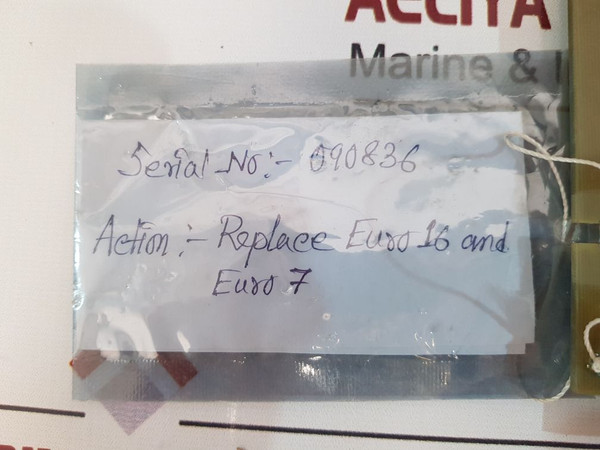 ACCIYA
Marine &
Serial No:- 090836
Action :- Replace Euro 16 and
Euro 7